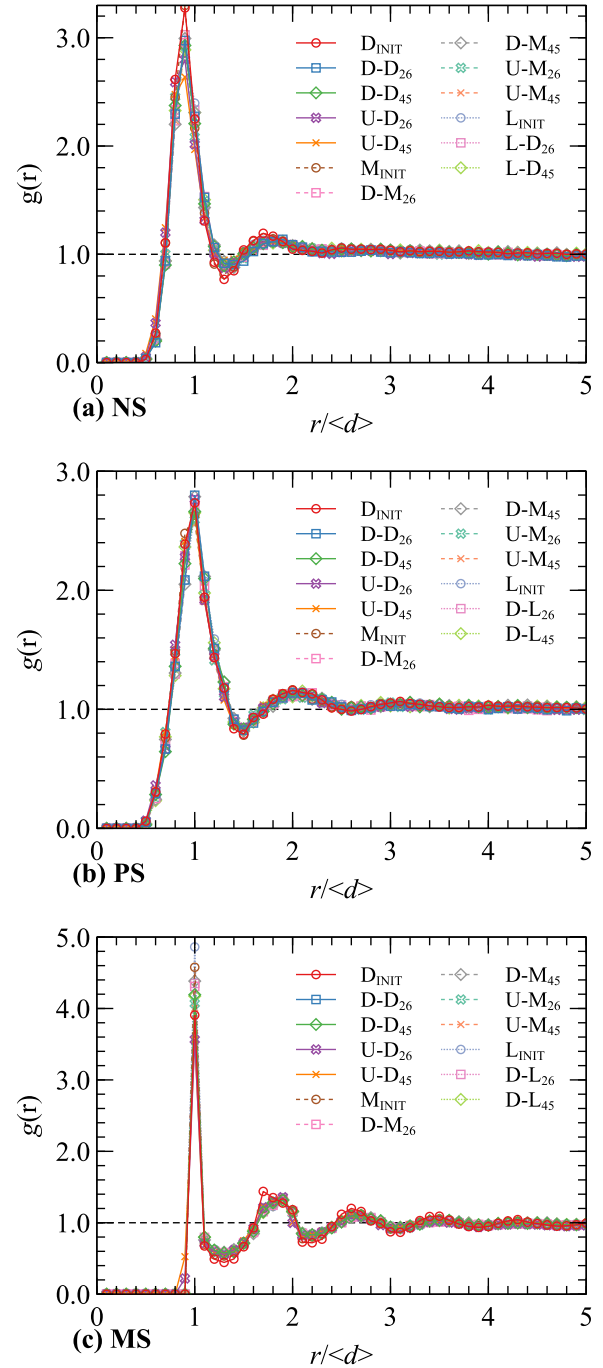 3.0
2.0
1.0
0.0
g(r)
D_INIT
D-D_26
D-D_45
U-D_26
U-D_45
M_INIT
D-M_26
D-M_45
U-M_26
U-M_45
L_INIT
L-D_26
L-D_45
0 1 2 3 4 5
(a) NS
r/<d>
3.0
2.0
1.0
0.0
g(r)
D_INIT
D-D_26
D-D_45
U-D_26
U-D_45
M_INIT
D-M_26
D-M_45
U-M_26
U-M_45
L_INIT
D-L_26
D-L_45
0 1 2 3 4 5
(b) PS
r/<d>
5.0
4.0
3.0
2.0
1.0
0.0
g(r)
D_INIT
D-D_26
D-D_45
U-D_26
U-D_45
M_INIT
D-M_26
D-M_45
U-M_26
U-M_45
L_INIT
D-L_26
D-L_45
0 1 2 3 4 5
(c) MS
r/<d>